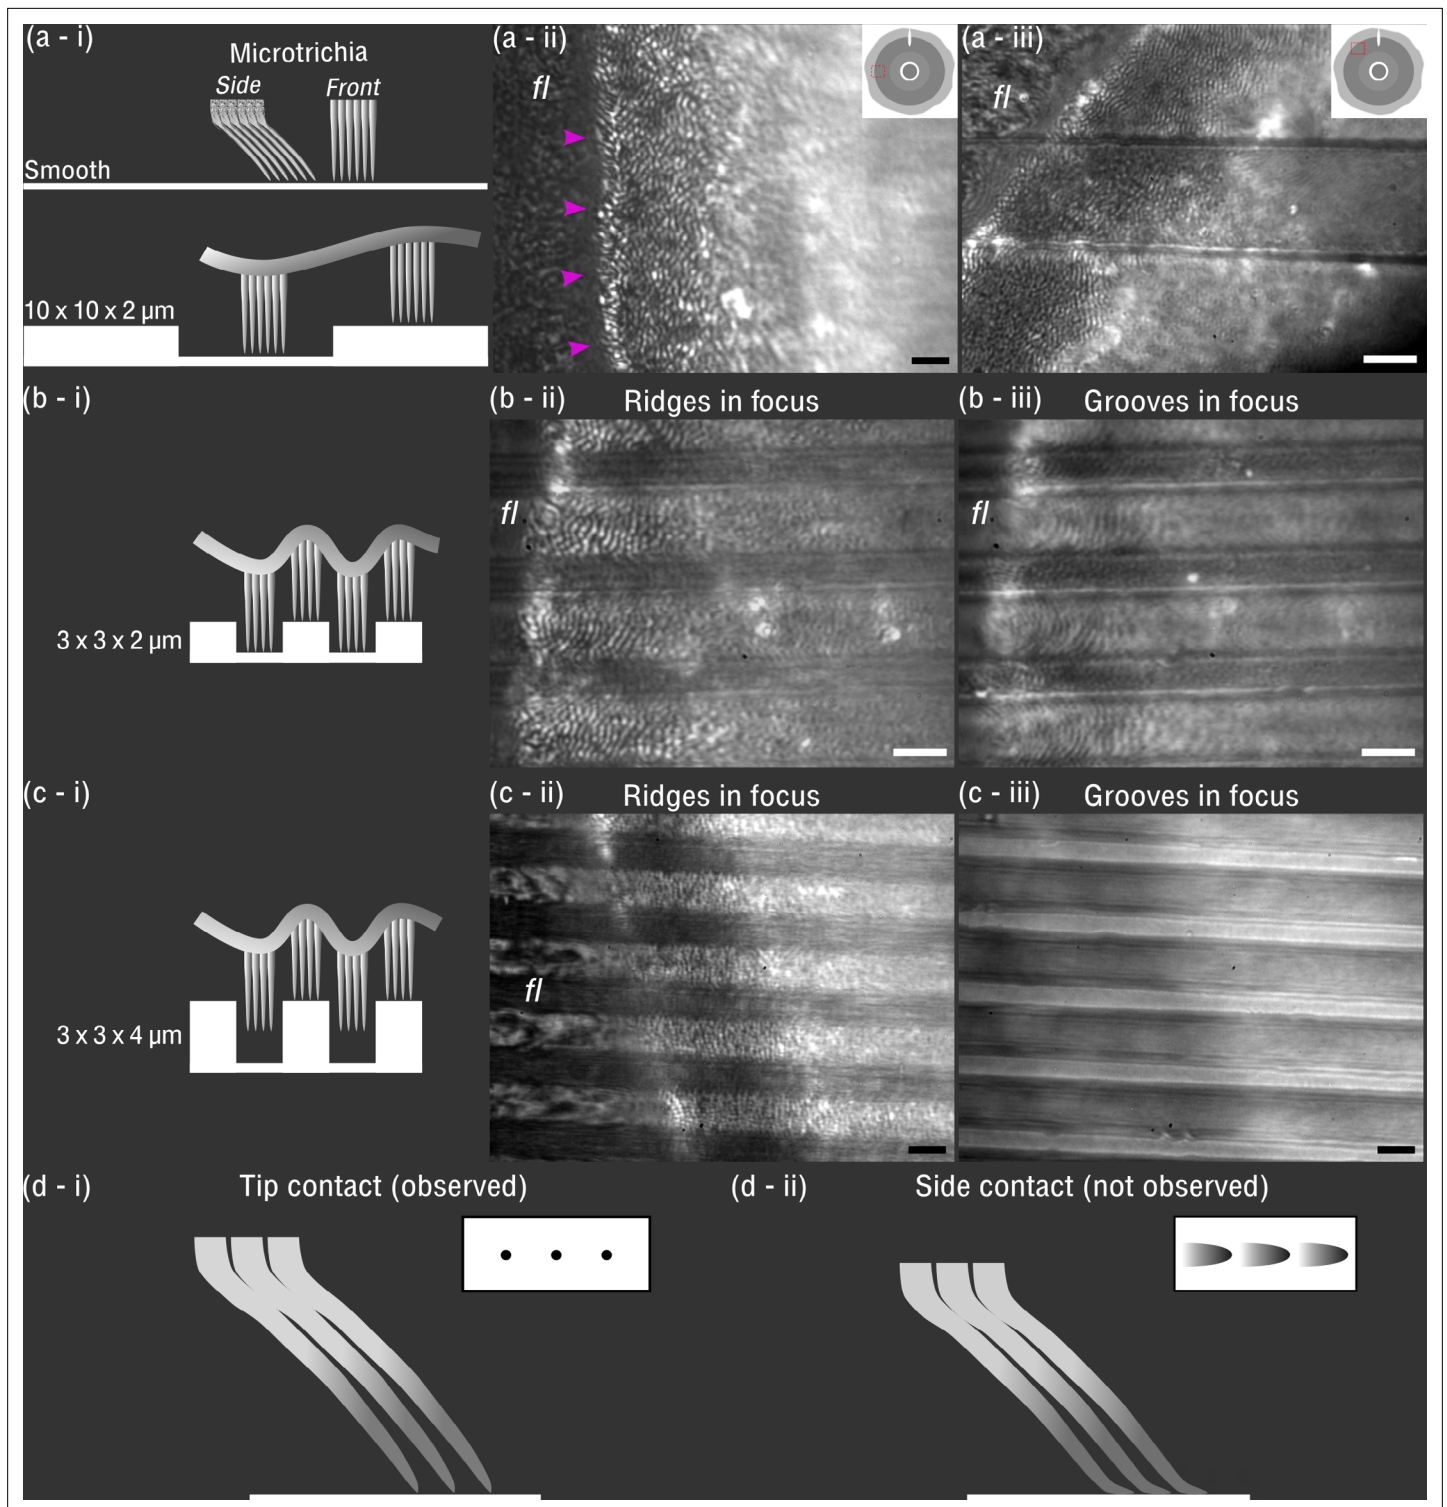 (a - i)
Microtrichia
Side
Front
Smooth
10 x 10 x 2 µm
(a - ii)
fl
(a - iii)
fl
(b - i)
3 x 3 x 2 µm
(b - ii)
Ridges in focus
fl
(b - iii)
Grooves in focus
fl
(c - i)
3 x 3 x 4 µm
(c - ii)
Ridges in focus
fl
(c - iii)
Grooves in focus
(d - i)
Tip contact (observed)
(d - ii)
Side contact (not observed)